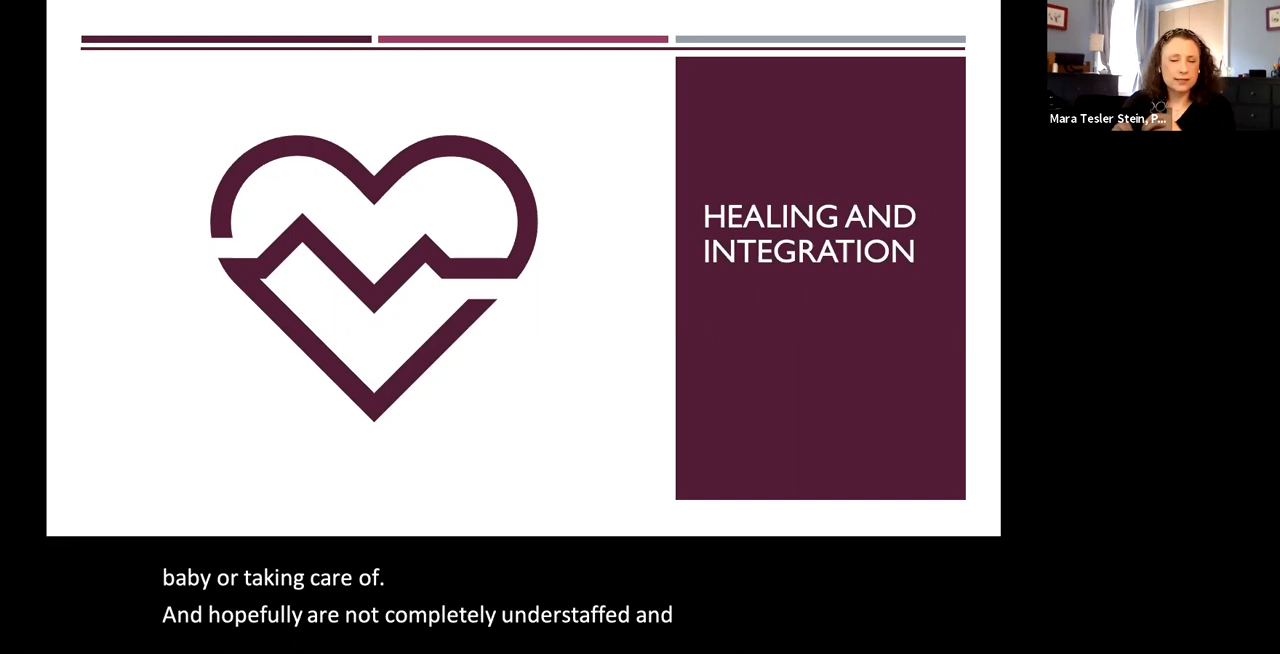 HEALING AND
INTEGRATION
Mara Tesler Stein, P...
baby or taking care of.
And hopefully are not completely understaffed and